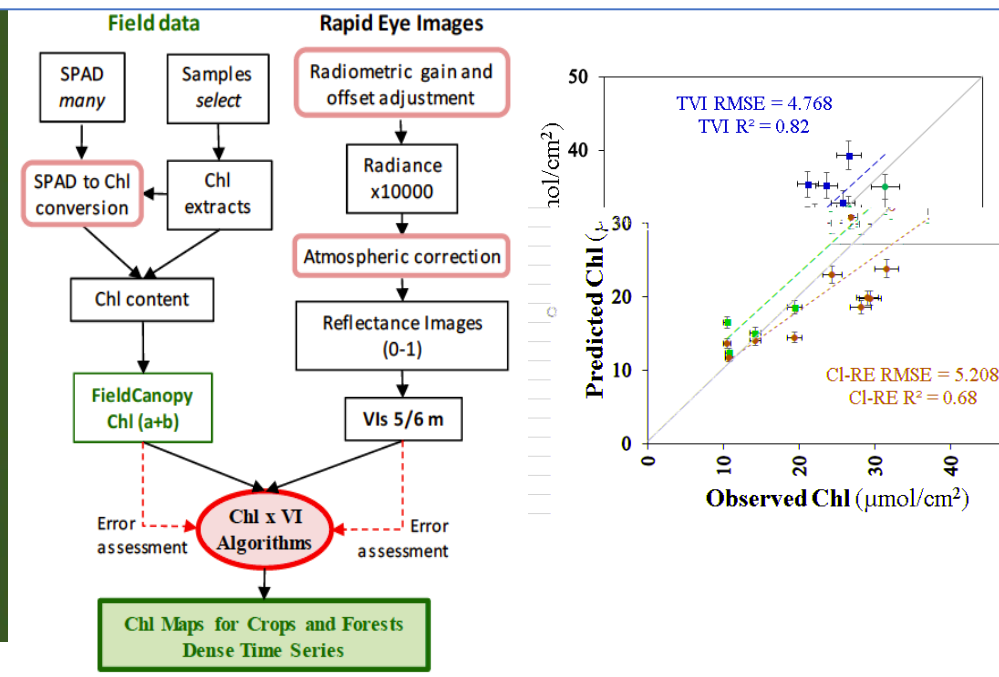 Field data
Rapid Eye Images
SPAD
many
Samples
select
Radiometric gain and
offset adjustment
SPAD to Chl
conversion
Chl
extracts
Radiance
x10000
Atmospheric correction
Chl content
Reflectance Images
(0-1)
FieldCanopy
Chl (a+b)
VIs 5/6 m
Error
assessment
Chl x VI
Algorithms
Error
assessment
Chl Maps for Crops and Forests
Dense Time Series
50
40
30
20
10
0
TVI RMSE = 4.768
TVI R² = 0.82
Predicted Chl
mol/cm²)
Cl-RE RMSE = 5.208
Cl-RE R² = 0.68
0
10
20
30
40
Observed Chl (µmol/cm²)